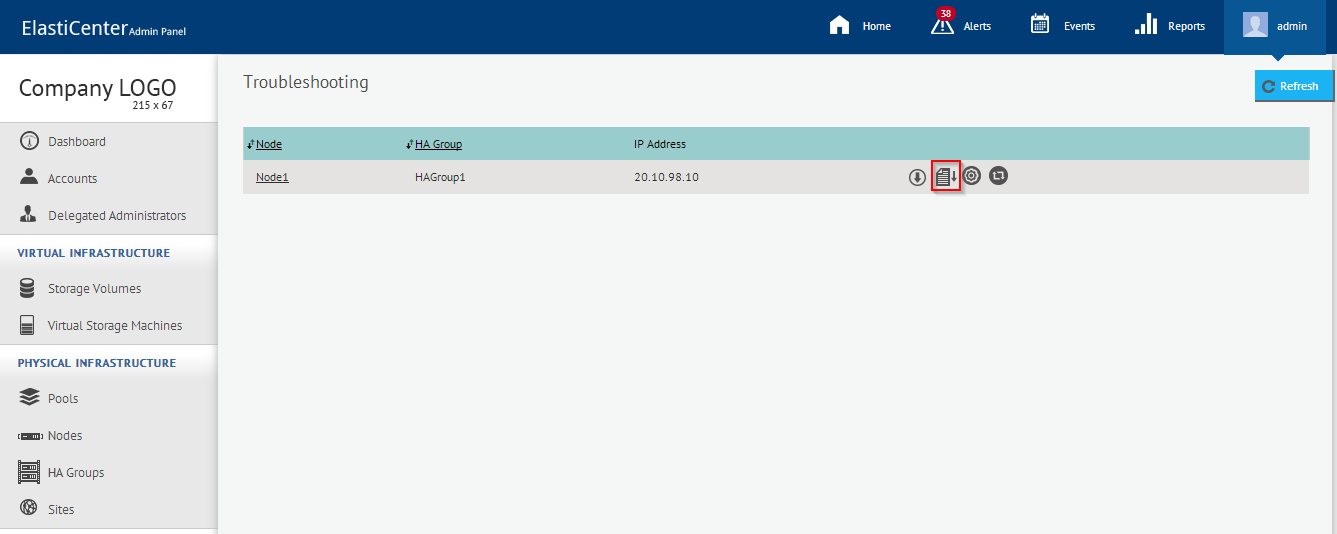 ElastiCenter Admin Panel
Home
38
Alerts
Events
Reports
admin
Company LOGO
215 x 67
Troubleshooting
Refresh
Dashboard
Accounts
Delegated Administrators
VIRTUAL INFRASTRUCTURE
Storage Volumes
Virtual Storage Machines
PHYSICAL INFRASTRUCTURE
Pools
Nodes
HA Groups
Sites
Node HA Group IP Address
Node1 HAGroup1 20.10.98.10